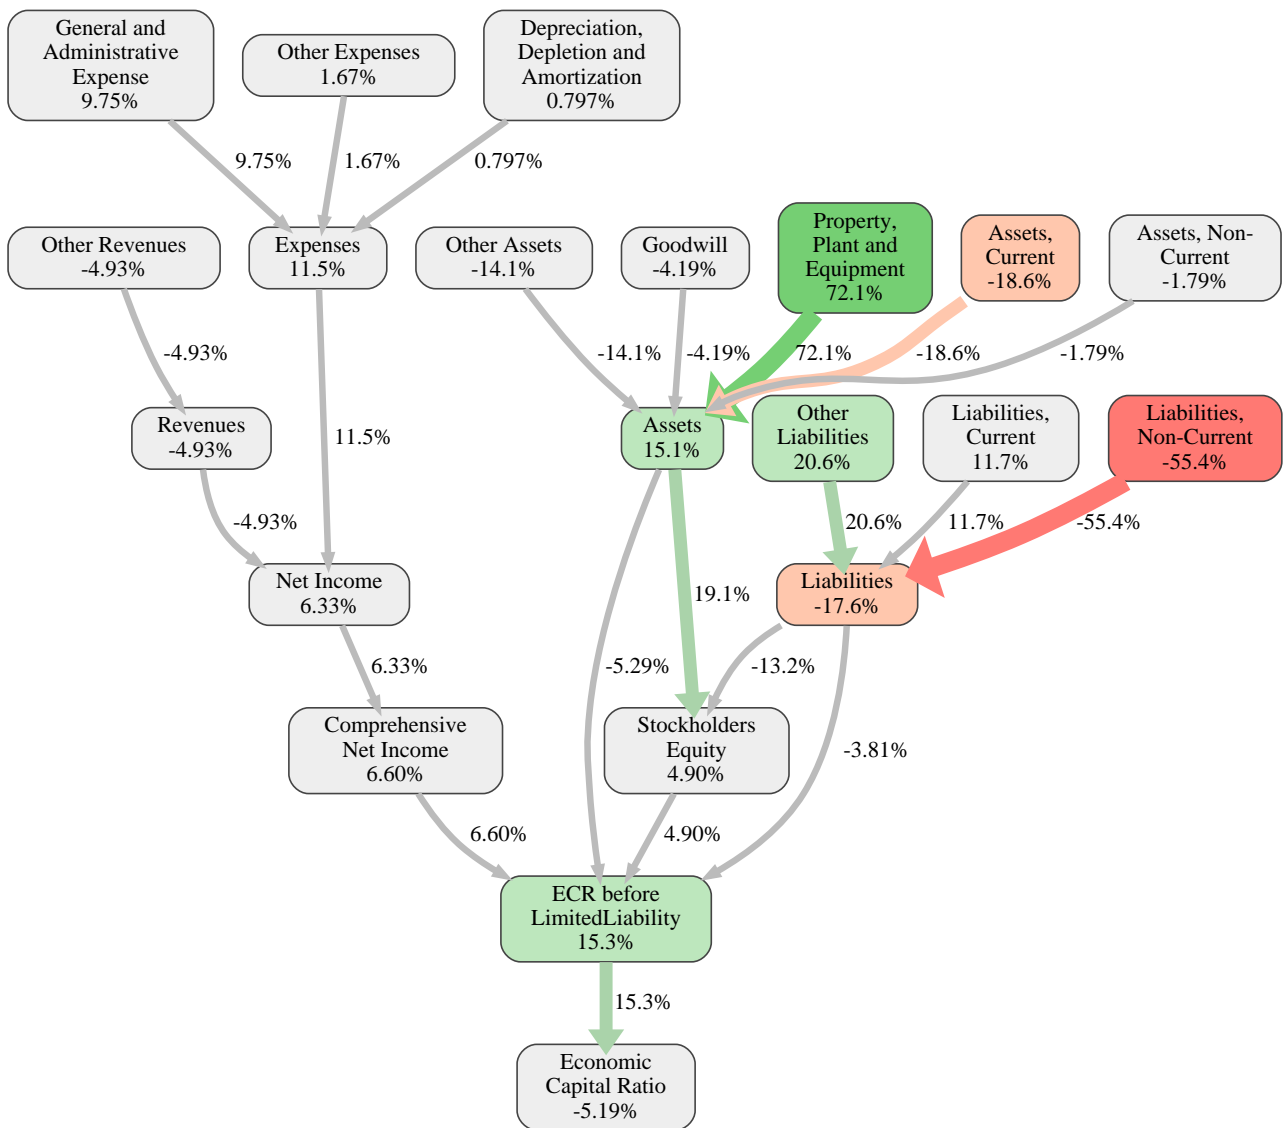 General and
Administrative
Expense
9.75%
Other Expenses
1.67%
Depreciation,
Depletion and
Amortization
0.797%
9.75%
1.67%
0.797%
Other Revenues
-4.93%
Expenses
11.5%
Other Assets
-14.1%
Goodwill
-4.19%
Property,
Plant and
Equipment
72.1%
Assets,
Current
-18.6%
Assets, Non-
Current
-1.79%
-4.93%
-14.1%
-4.19%
72.1%
-18.6%
-1.79%
Revenues
-4.93%
11.5%
Assets
15.1%
Other
Liabilities
20.6%
Liabilities,
Current
11.7%
Liabilities,
Non-Current
-55.4%
-4.93%
20.6%
11.7%
-55.4%
Net Income
6.33%
19.1%
Liabilities
-17.6%
6.33%
-5.29%
-13.2%
Comprehensive
Net Income
6.60%
Stockholders
Equity
4.90%
-3.81%
6.60%
4.90%
ECR before
LimitedLiability
15.3%
15.3%
Economic
Capital Ratio
-5.19%